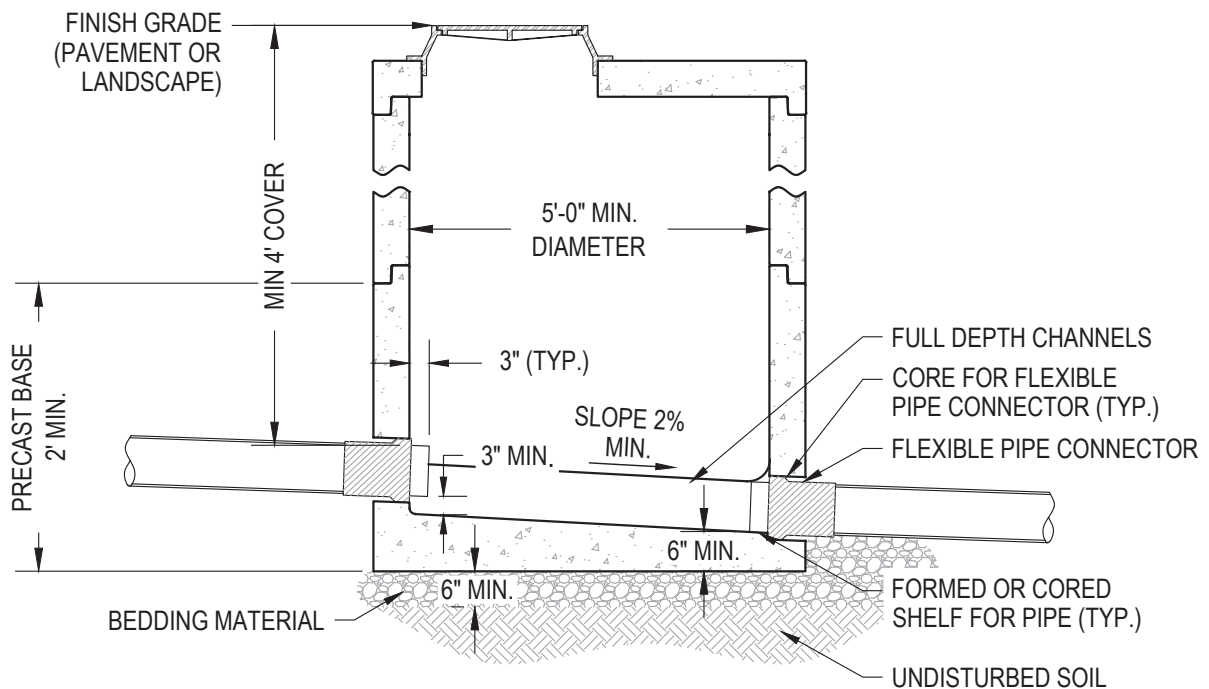 FINISH GRADE
(PAVEMENT OR
LANDSCAPE)
MIN 4' COVER
5'-0" MIN.
DIAMETER
PRECAST BASE
2' MIN.
3" (TYP.)
SLOPE 2%
MIN.
3" MIN.
FULL DEPTH CHANNELS
CORE FOR FLEXIBLE
PIPE CONNECTOR (TYP.)
FLEXIBLE PIPE CONNECTOR
6" MIN.
6" MIN.
BEDDING MATERIAL
FORMED OR CORED
SHELF FOR PIPE (TYP.)
UNDISTURBED SOIL